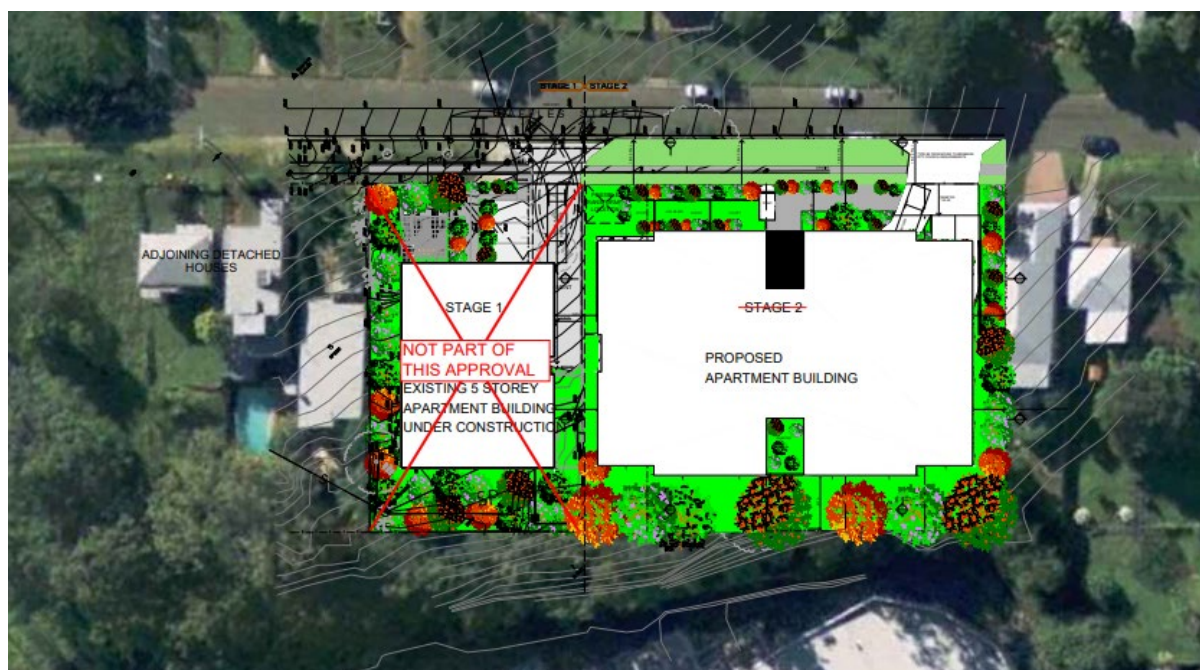 STAGE 1
STAGE 2
ADJOINING DETACHED
HOUSES
STAGE 1
NOT PART OF
THIS APPROVAL
EXISTING 5 STOREY
APARTMENT BUILDING
UNDER CONSTRUCTION
STAGE 2
PROPOSED
APARTMENT BUILDING